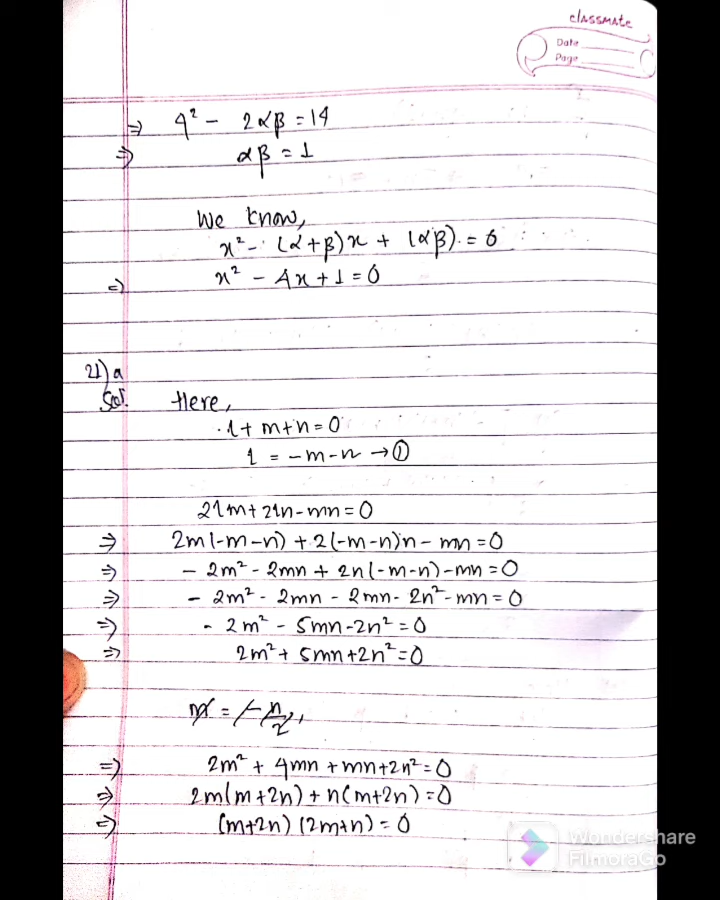 classmate
Date
Page
⇒ 4² - 2αβ = 14
⇒ αβ = 1
We know,
x² - (α+β)x + (αβ) = 0
⇒ x² - 4x + 1 = 0
21) a
Sol. Here,
l + m + n = 0
l = -m - n → ①
2lm + 2ln - mn = 0
⇒ 2m(-m-n) + 2(-m-n)n - mn = 0
⇒ - 2m² - 2mn + 2n(-m-n) - mn = 0
⇒ - 2m² - 2mn - 2mn - 2n² - mn = 0
⇒ - 2m² - 5mn - 2n² = 0
⇒ 2m² + 5mn + 2n² = 0
⇒ 2m² + 4mn + mn + 2n² = 0
⇒ 2m(m+2n) + n(m+2n) = 0
⇒ (m+2n) (2m+n) = 0
Wondershare
FilmoraGo